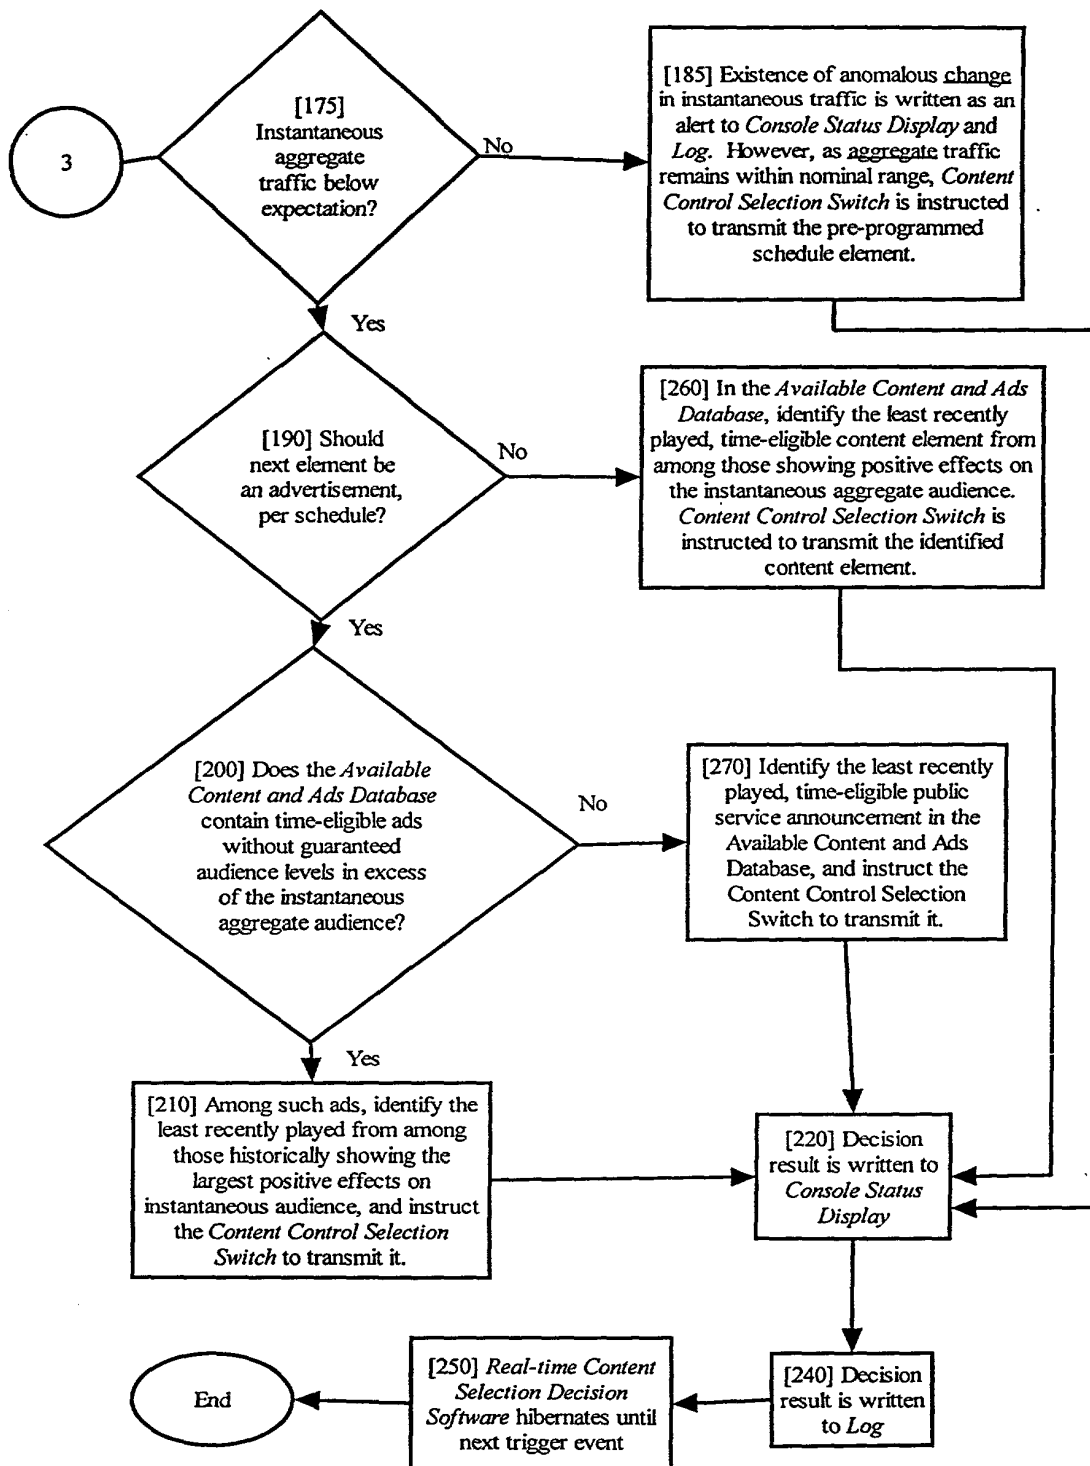 3
[175]
Instantaneous
aggregate
traffic below
expectation?
No
[185] Existence of anomalous change
in instantaneous traffic is written as an
alert to Console Status Display and
Log. However, as aggregate traffic
remains within nominal range, Content
Control Selection Switch is instructed
to transmit the pre-programmed
schedule element.
Yes
[190] Should
next element be
an advertisement,
per schedule?
No
[260] In the Available Content and Ads
Database, identify the least recently
played, time-eligible content element from
among those showing positive effects on
the instantaneous aggregate audience.
Content Control Selection Switch is
instructed to transmit the identified
content element.
Yes
[200] Does the Available
Content and Ads Database
contain time-eligible ads
without guaranteed
audience levels in excess
of the instantaneous
aggregate audience?
No
[270] Identify the least recently
played, time-eligible public
service announcement in the
Available Content and Ads
Database, and instruct the
Content Control Selection
Switch to transmit it.
Yes
[210] Among such ads, identify the
least recently played from among
those historically showing the
largest positive effects on
instantaneous audience, and instruct
the Content Control Selection
Switch to transmit it.
[220] Decision
result is written to
Console Status
Display
[240] Decision
result is written
to Log
[250] Real-time Content
Selection Decision
Software hibernates until
next trigger event
End